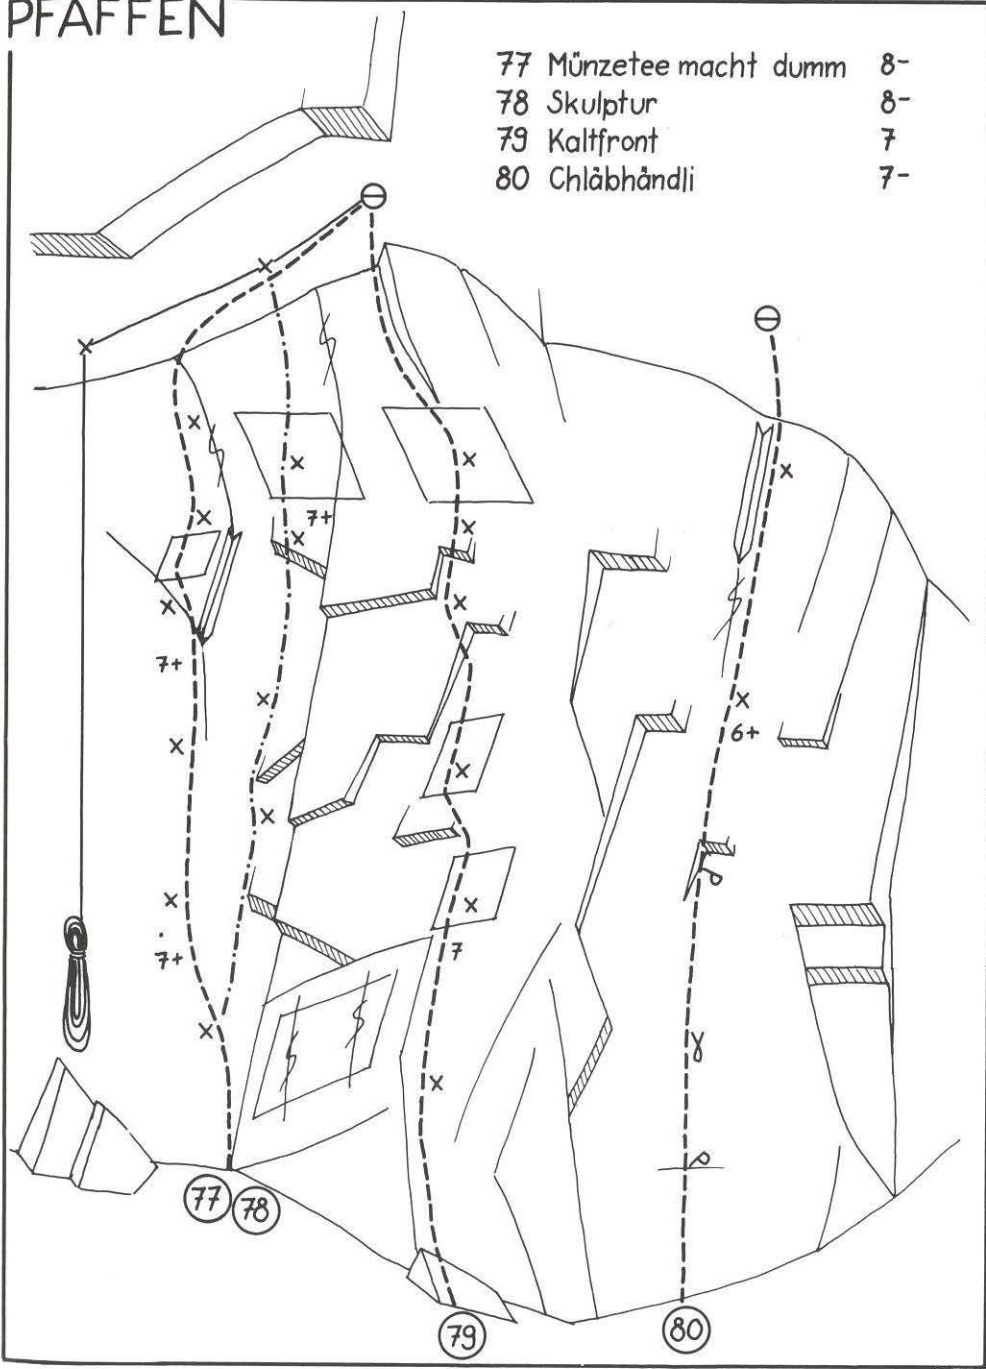 PFAFFEN
77 Münzetee macht dumm 8-
78 Skulptur 8-
79 Kaltfront 7
80 Chläbhändli 7-
7+
7+
6+
7+
7
77 78
79
80